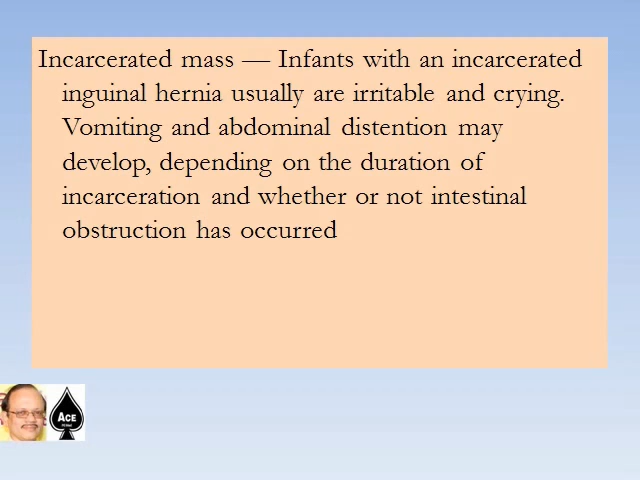 Incarcerated mass — Infants with an incarcerated
inguinal hernia usually are irritable and crying.
Vomiting and abdominal distention may
develop, depending on the duration of
incarceration and whether or not intestinal
obstruction has occurred
ACE